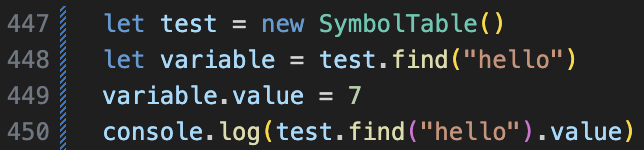 447 let test = new SymbolTable()
448 let variable = test.find("hello")
449 variable.value = 7
450 console.log(test.find("hello").value)